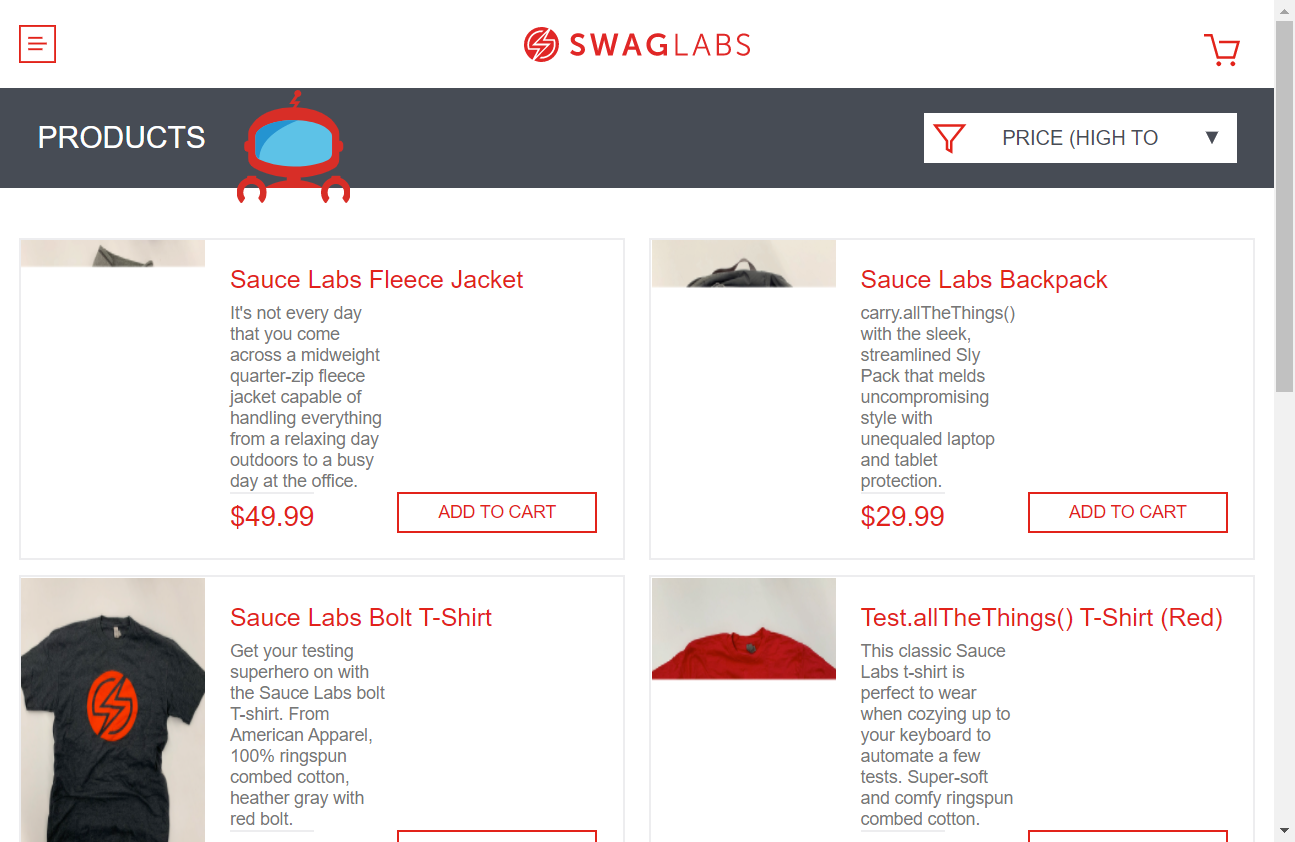 SWAGLABS
PRODUCTS
PRICE (HIGH TO
Sauce Labs Fleece Jacket
It's not every day
that you come
across a midweight
quarter-zip fleece
jacket capable of
handling everything
from a relaxing day
outdoors to a busy
day at the office.
$49.99
ADD TO CART
Sauce Labs Backpack
carry.allTheThings()
with the sleek,
streamlined Sly
Pack that melds
uncompromising
style with
unequaled laptop
and tablet
protection.
$29.99
ADD TO CART
Sauce Labs Bolt T-Shirt
Get your testing
superhero on with
the Sauce Labs bolt
T-shirt. From
American Apparel,
100% ringspun
combed cotton,
heather gray with
red bolt.
Test.allTheThings() T-Shirt (Red)
This classic Sauce
Labs t-shirt is
perfect to wear
when cozying up to
your keyboard to
automate a few
tests. Super-soft
and comfy ringspun
combed cotton.